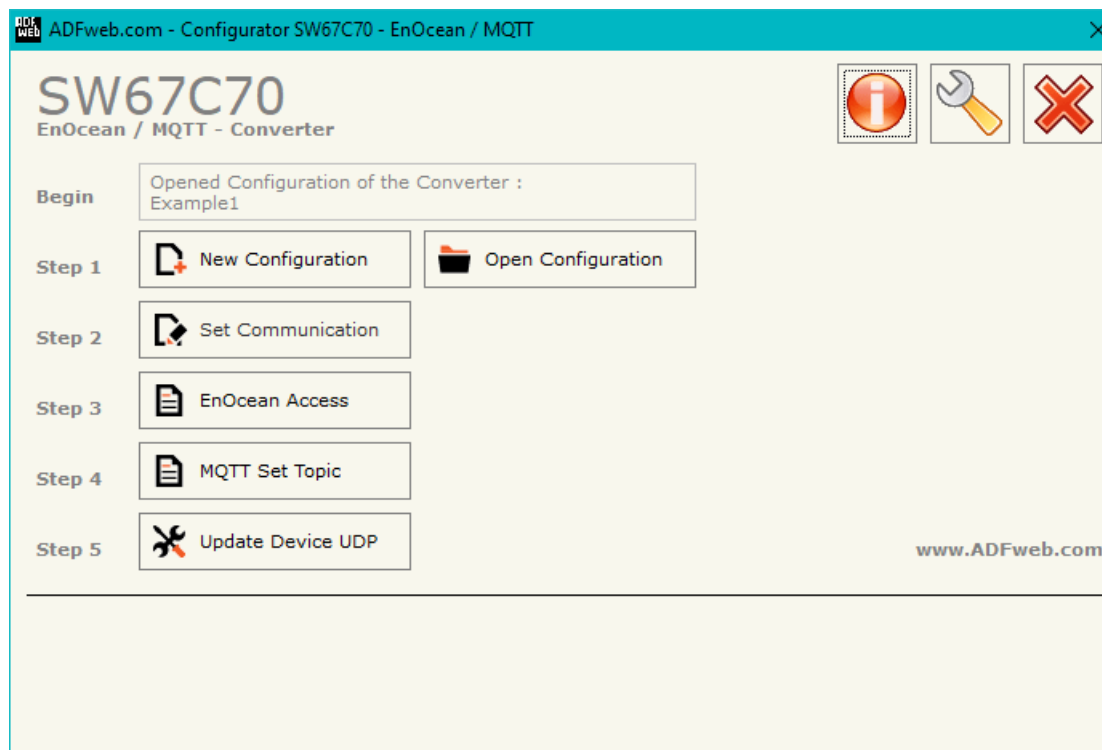 ADF
web
ADFweb.com - Configurator SW67C70 - EnOcean / MQTT
SW67C70
EnOcean / MQTT - Converter
Begin
Opened Configuration of the Converter :
Example1
Step 1
New Configuration
Open Configuration
Step 2
Set Communication
Step 3
EnOcean Access
Step 4
MQTT Set Topic
Step 5
Update Device UDP
www.ADFweb.com